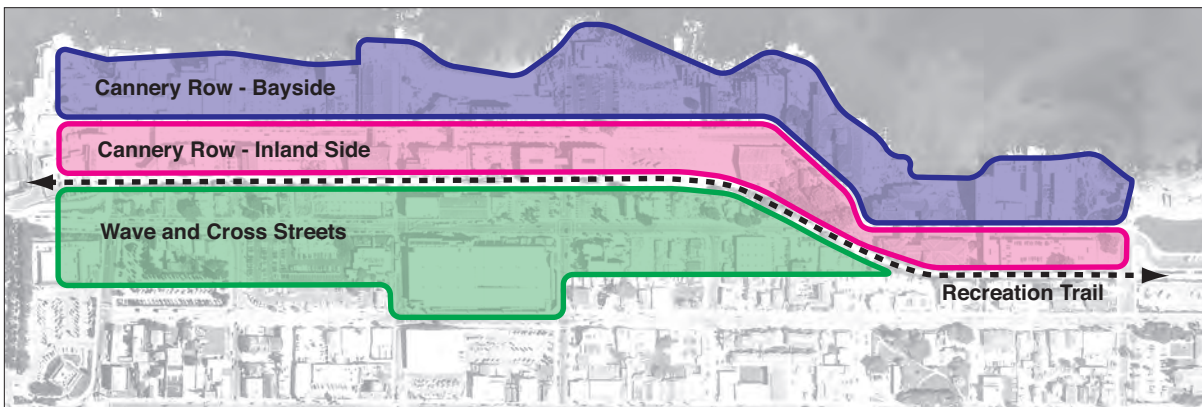 Cannery Row - Bayside
Cannery Row - Inland Side
Wave and Cross Streets
Recreation Trail